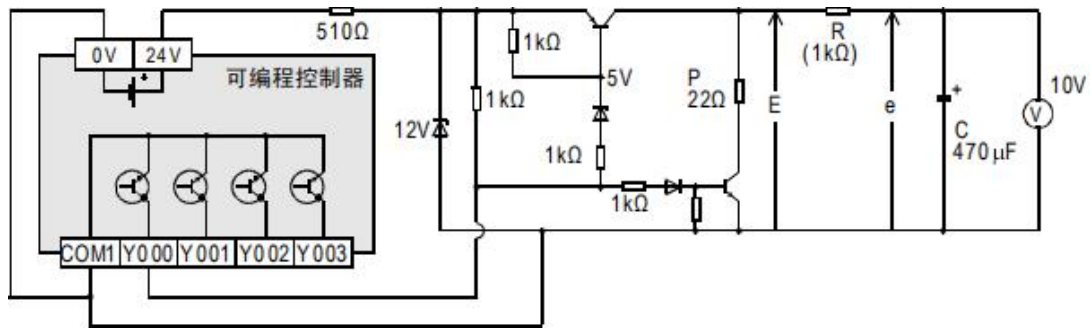 510Ω
0V 24V
可编程控制器
1kΩ
1kΩ
5V
P
22Ω
R
(1kΩ)
E
e
10V
V
12V
1kΩ
+
C
470μF
1kΩ
COM1 Y000 Y001 Y002 Y003